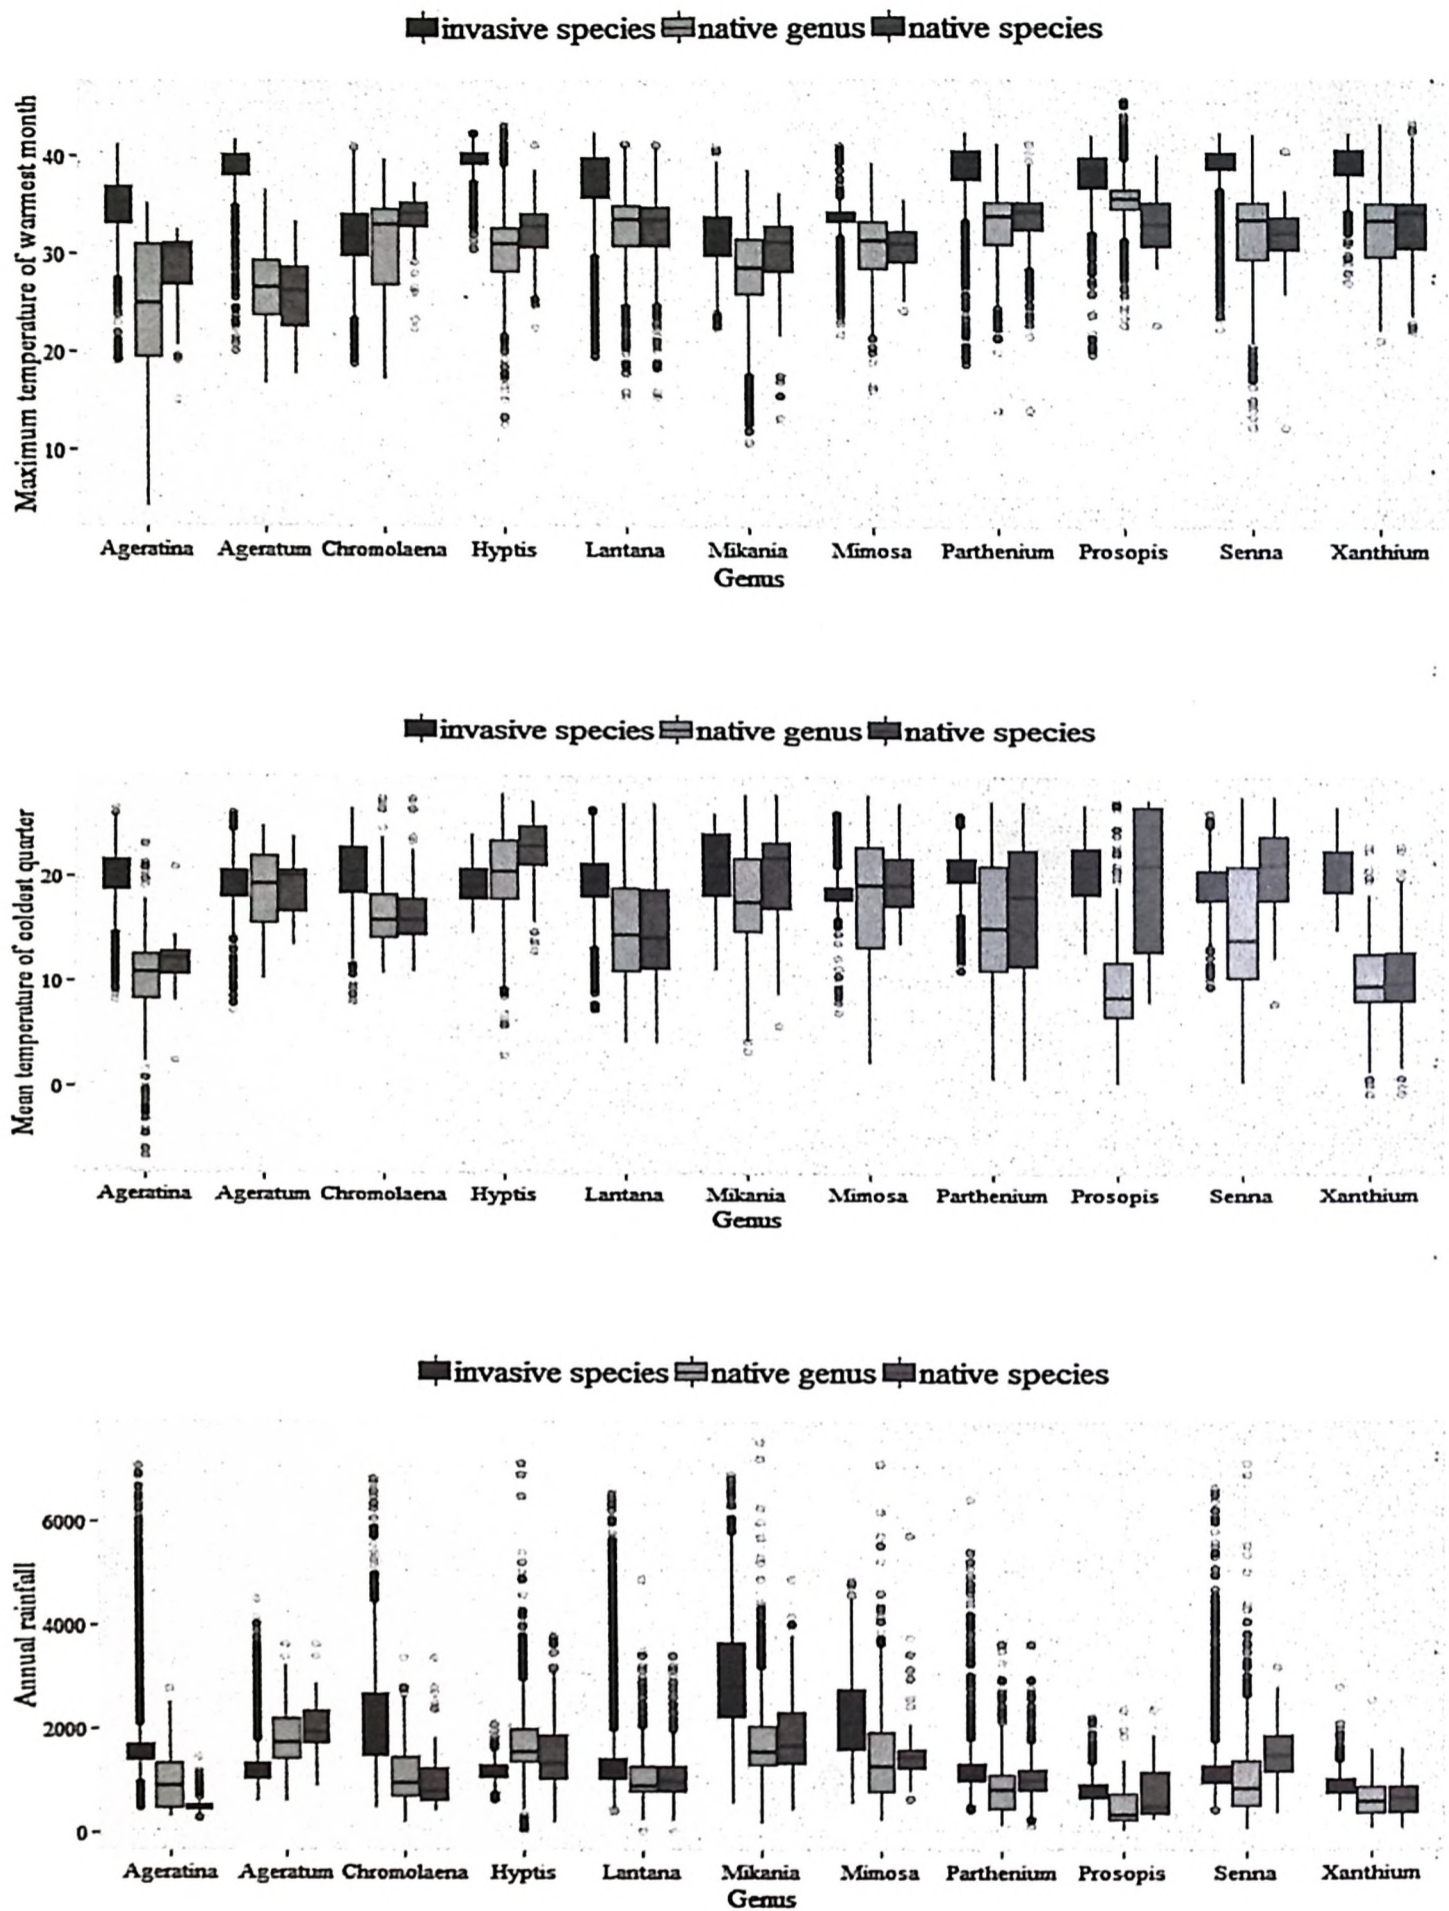 invasive species native genus native species
Maximum temperature of warmest month
40
30
20
10
Ageratina Ageratum Chromolaena Hyptis Lantana Mikania Mimosa Parthenium Prosopis Senna Xanthium
Genus
invasive species native genus native species
Mean temperature of coldest quarter
20
10
0
Ageratina Ageratum Chromolaena Hyptis Lantana Mikania Mimosa Parthenium Prosopis Senna Xanthium
Genus
invasive species native genus native species
Annual rainfall
6000
4000
2000
0
Ageratina Ageratum Chromolaena Hyptis Lantana Mikania Mimosa Parthenium Prosopis Senna Xanthium
Genus